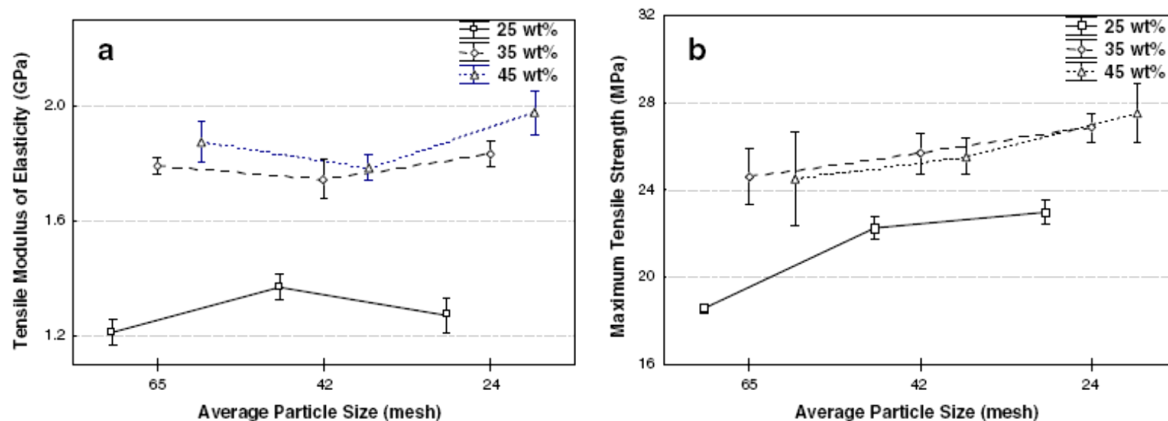 a
25 wt%
35 wt%
45 wt%
Tensile Modulus of Elasticity (GPa)
2.0
1.6
1.2
65
42
24
Average Particle Size (mesh)
b
25 wt%
35 wt%
45 wt%
Maximum Tensile Strength (MPa)
32
28
24
20
16
65
42
24
Average Particle Size (mesh)